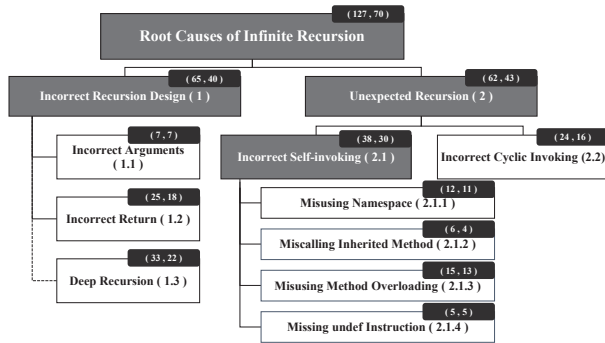 ( 127 , 70 )
Root Causes of Infinite Recursion
( 65 , 40 )
Incorrect Recursion Design ( 1 )
( 62 , 43 )
Unexpected Recursion ( 2 )
( 7 , 7 )
Incorrect Arguments
( 1.1 )
( 25 , 18 )
Incorrect Return ( 1.2 )
( 33 , 22 )
Deep Recursion ( 1.3 )
( 38 , 30 )
Incorrect Self-invoking ( 2.1 )
( 24 , 16 )
Incorrect Cyclic Invoking ( 2.2 )
( 12 , 11 )
Misusing Namespace ( 2.1.1 )
( 6 , 4 )
Miscalling Inherited Method ( 2.1.2 )
( 15 , 13 )
Misusing Method Overloading ( 2.1.3 )
( 5 , 5 )
Missing undef Instruction ( 2.1.4 )